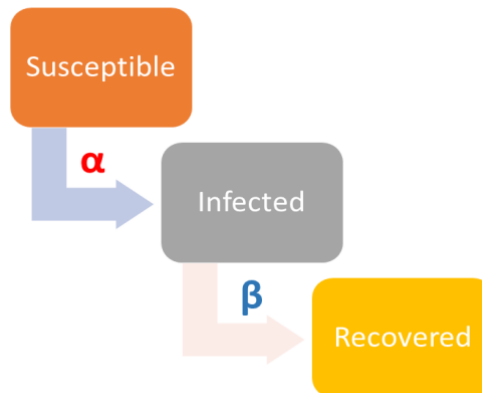 Susceptible
α
Infected
β
Recovered